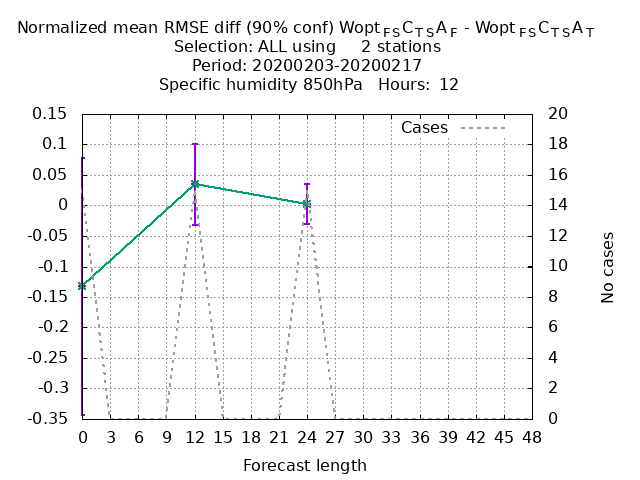 Normalized mean RMSE diff (90% conf) Wopt FS C TS A F - Wopt FS C TS A T
Selection: ALL using 2 stations
Period: 20200203-20200217
Specific humidity 850hPa Hours: 12
Cases
0.15
0.1
0.05
0
-0.05
-0.1
-0.15
-0.2
-0.25
-0.3
-0.35
20
18
16
14
12
10
8
6
4
2
0
No cases
0 3 6 9 12 15 18 21 24 27 30 33 36 39 42 45 48
Forecast length